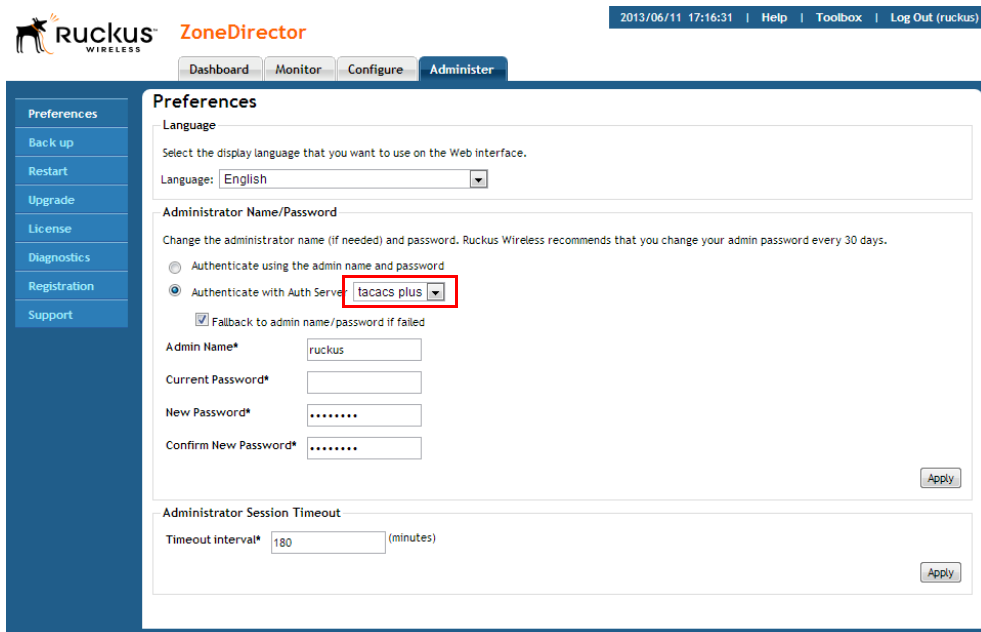 2013/06/11 17:16:31 | Help | Toolbox | Log Out (ruckus)
RUCKUS™
WIRELESS
ZoneDirector
Dashboard
Monitor
Configure
Administer
Preferences
Back up
Restart
Upgrade
License
Diagnostics
Registration
Support
Preferences
Language
Select the display language that you want to use on the Web interface.
Language: English
Administrator Name/Password
Change the administrator name (if needed) and password. Ruckus Wireless recommends that you change your admin password every 30 days.
Authenticate using the admin name and password
Authenticate with Auth Server tacacs plus
Fallback to admin name/password if failed
Admin Name* ruckus
Current Password*
New Password* ••••••••
Confirm New Password* ••••••••
Apply
Administrator Session Timeout
Timeout interval* 180 (minutes)
Apply